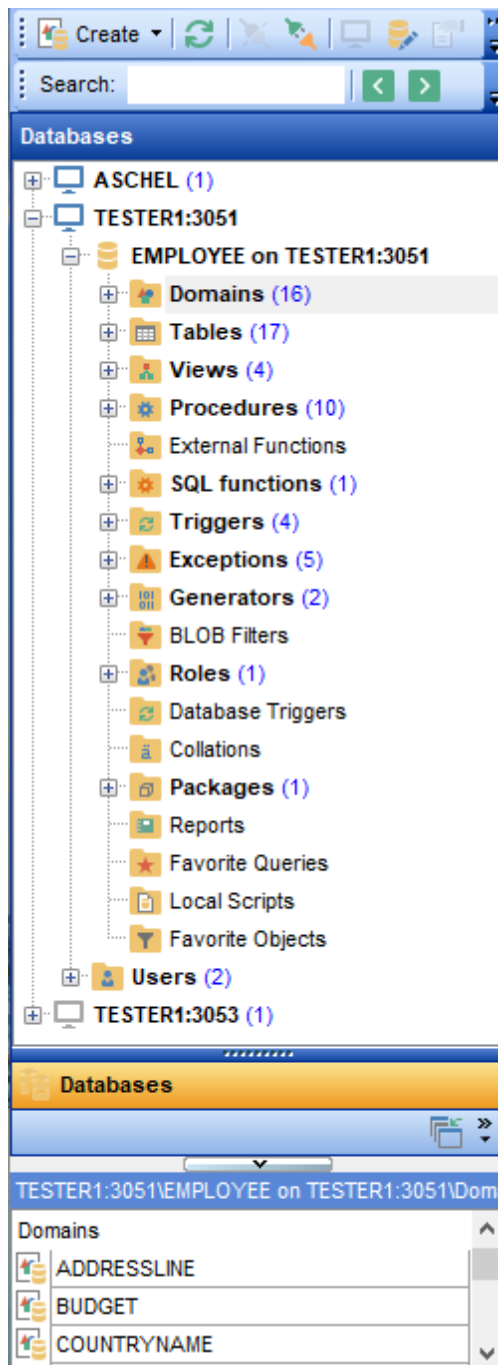 Create
Search:
Databases
ASCHEL (1)
TESTER1:3051
EMPLOYEE on TESTER1:3051
Domains (16)
Tables (17)
Views (4)
Procedures (10)
External Functions
SQL functions (1)
Triggers (4)
Exceptions (5)
Generators (2)
BLOB Filters
Roles (1)
Database Triggers
Collations
Packages (1)
Reports
Favorite Queries
Local Scripts
Favorite Objects
Users (2)
TESTER1:3053 (1)
Databases
TESTER1:3051\EMPLOYEE on TESTER1:3051\Dom
Domains
ADDRESSLINE
BUDGET
COUNTRYNAME